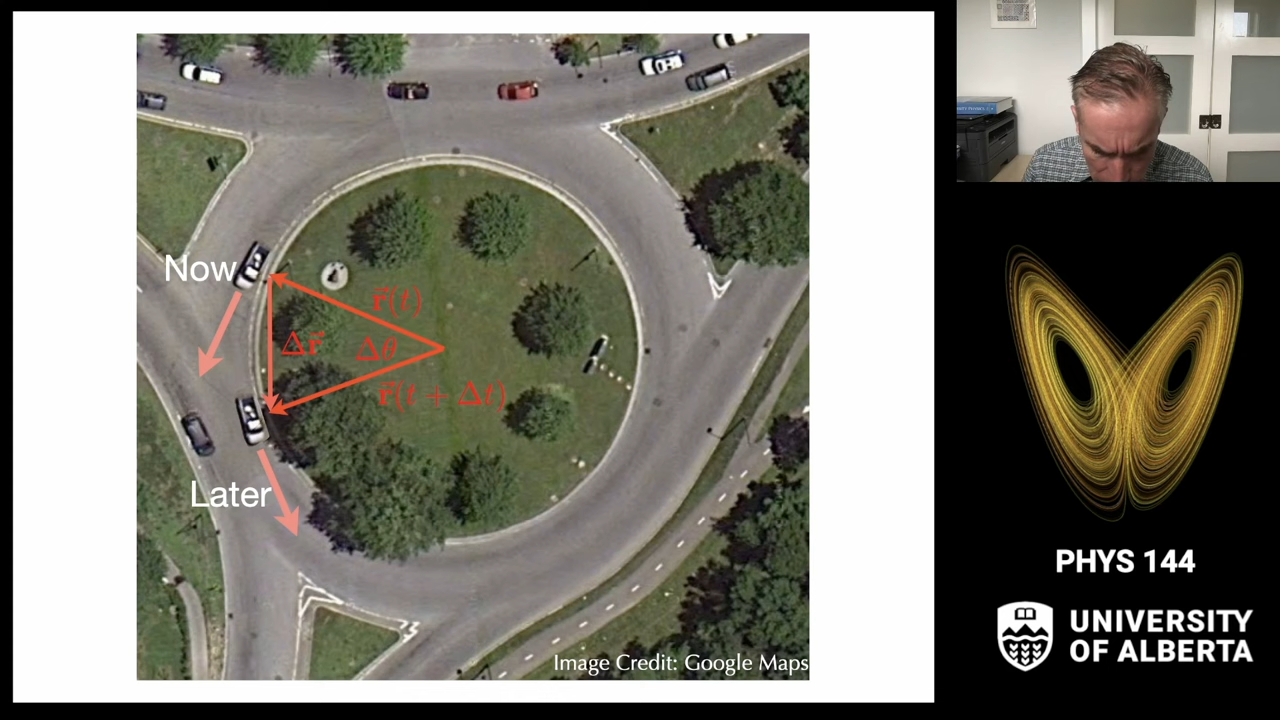 Now
r⃗(t)
Δr⃗
Δθ
r⃗(t + Δt)
Later
Image Credit: Google Maps
PHYS 144
UNIVERSITY
OF ALBERTA